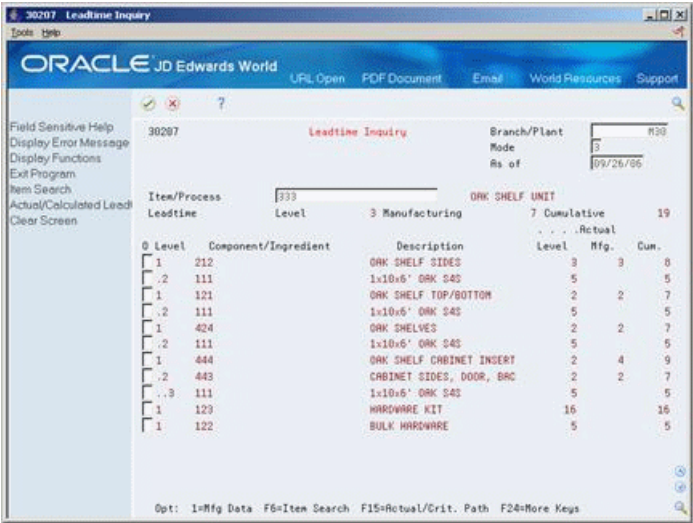 30207 Leadtime Inquiry
Tools Help
ORACLE JD Edwards World
URL Open PDF Document Email World Resources Support
?
Field Sensitive Help
Display Error Message
Display Functions
Exit Program
Item Search
Actual/Calculated Lead
Clear Screen
30207 Leadtime Inquiry Branch/Plant M30
Mode 3
As of 09/26/06
Item/Process 333 OAK SHELF UNIT
Leadtime Level 3 Manufacturing 7 Cumulative 19
. . . .Actual
O Level Component/Ingredient Description Level Mfg. Cum.
1 212 OAK SHELF SIDES 3 3 8
.2 111 1x10x6' OAK S4S 5 5
1 121 OAK SHELF TOP/BOTTOM 2 2 7
.2 111 1x10x6' OAK S4S 5 5
1 424 OAK SHELVES 2 2 7
.2 111 1x10x6' OAK S4S 5 5
1 444 OAK SHELF CABINET INSERT 2 4 9
.2 443 CABINET SIDES, DOOR, BAC 2 2 7
..3 111 1x10x6' OAK S4S 5 5
1 123 HARDWARE KIT 16 16
1 122 BULK HARDWARE 5 5
Opt: 1=Mfg Data F6=Item Search F15=Actual/Crit. Path F24=More Keys